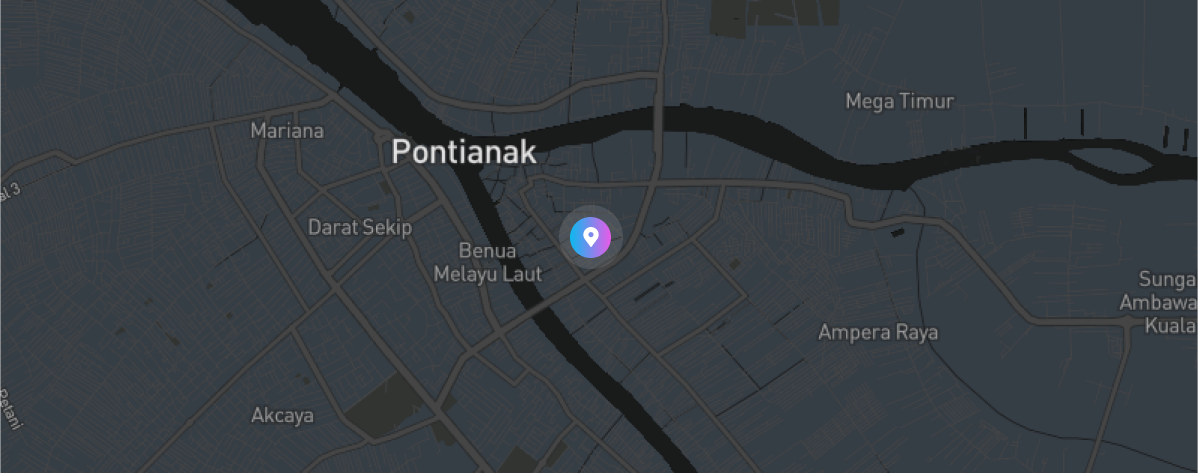 Mega Timur
Mariana
Pontianak
al 3
Darat Sekip
Benua
Melayu Laut
Sunga
Ambawa
Kuala
Ampera Raya
Petani
Akcaya